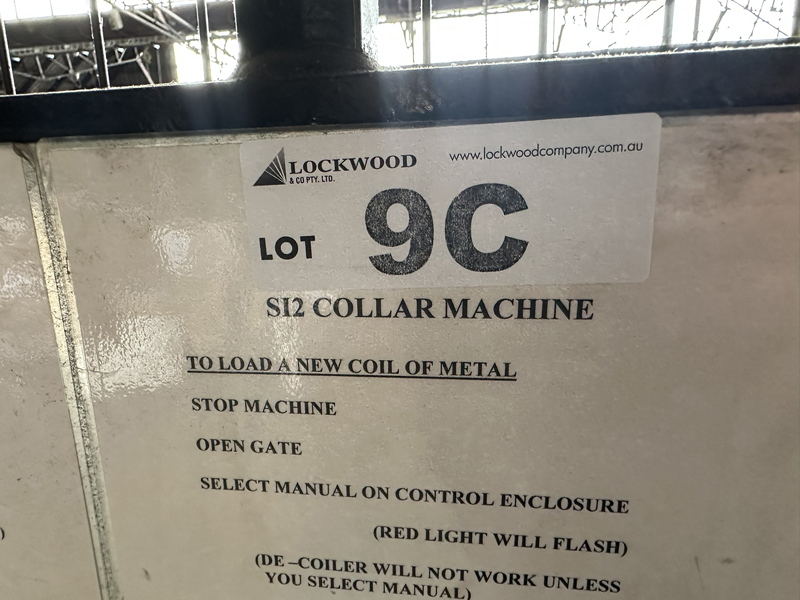 LOCKWOOD
& CO PTY. LTD.
www.lockwoodcompany.com.au
LOT 9C
SI2 COLLAR MACHINE
TO LOAD A NEW COIL OF METAL
STOP MACHINE
OPEN GATE
SELECT MANUAL ON CONTROL ENCLOSURE
(RED LIGHT WILL FLASH)
(DE –COILER WILL NOT WORK UNLESS
YOU SELECT MANUAL)
)